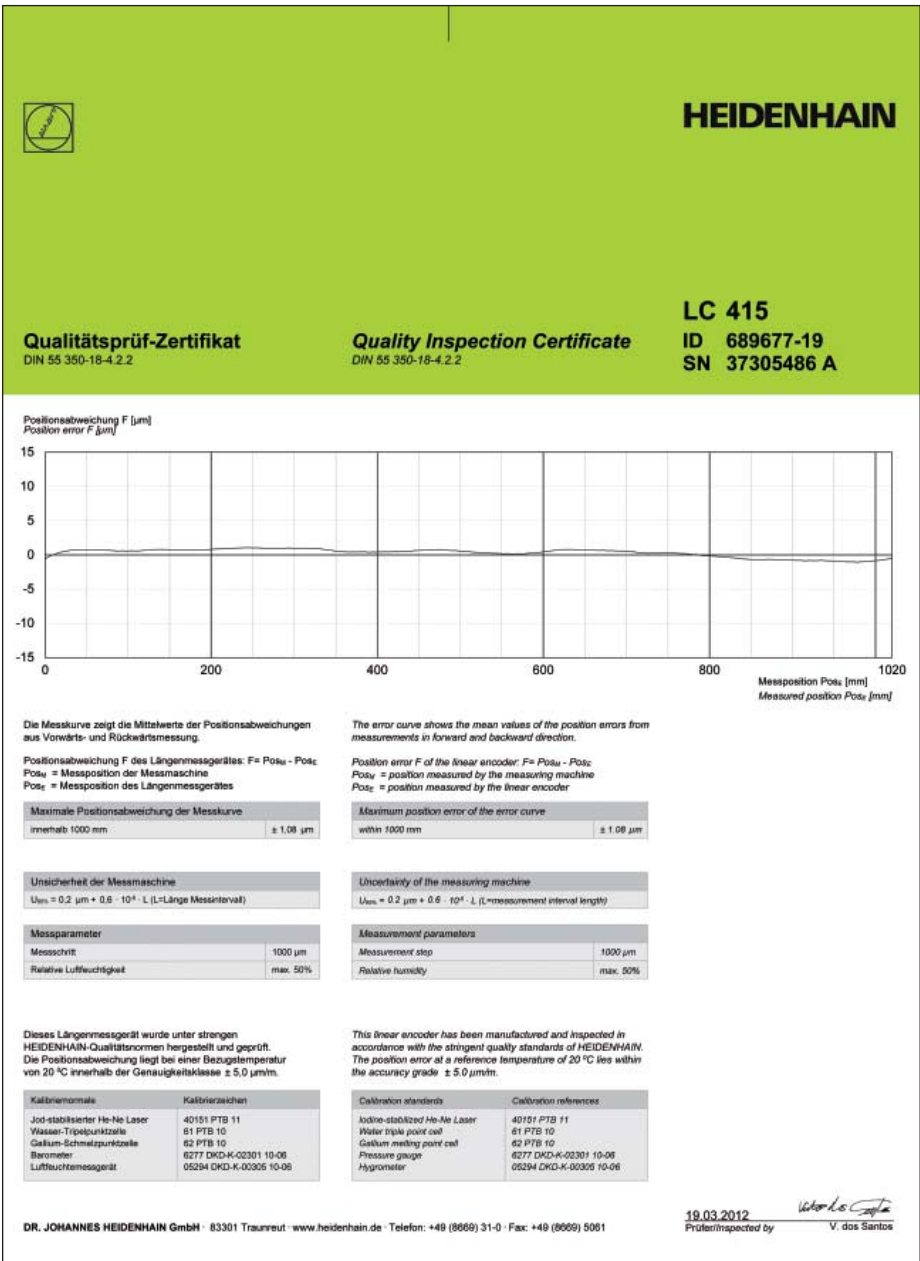 HEIDENHAIN
LC 415
ID 689677-19
SN 37305486 A
Qualitätsprüf-Zertifikat
DIN 55 350-18-4.2.2
Quality Inspection Certificate
DIN 55 350-18-4.2.2
Positionsabweichung F [µm]
Position error F [µm]
15
10
5
0
-5
-10
-15
0 200 400 600 800 1020
Messposition PosE [mm]
Measured position PosE [mm]
Die Messkurve zeigt die Mittelwerte der Positionsabweichungen
aus Vorwärts- und Rückwärtsmessung.
Positionsabweichung F des Längenmessgerätes: F= PosM - PosE
PosM = Messposition der Messmaschine
PosE = Messposition des Längenmessgerätes
Maximale Positionsabweichung der Messkurve
innerhalb 1000 mm ± 1,08 µm
Unsicherheit der Messmaschine
= 0,2 µm + 0,6 · 10 · L (L=Länge Messintervall)
Messparameter
Messschritt 1000 µm
Relative Luftfeuchtigkeit max. 50%
The error curve shows the mean values of the position errors from
measurements in forward and backward direction.
Position error F of the linear encoder: F= PosM - PosE
PosM = position measured by the measuring machine
PosE = position measured by the linear encoder
Maximum position error of the error curve
within 1000 mm ± 1.08 µm
Uncertainty of the measuring machine
= 0.2 µm + 0.6 · 10 · L (L=measurement interval length)
Measurement parameters
Measurement step 1000 µm
Relative humidity max. 50%
Dieses Längenmessgerät wurde unter strengen
HEIDENHAIN-Qualitätsnormen hergestellt und geprüft.
Die Positionsabweichung liegt bei einer Bezugstemperatur
von 20 °C innerhalb der Genauigkeitsklasse ± 5,0 µm/m.
Kalibriernormale Kalibrierzeichen
Jod-stabilisierter He-Ne Laser 40151 PTB 11
Wasser-Tripelpunktzelle 61 PTB 10
Gallium-Schmelzpunktzelle 62 PTB 10
Barometer 6277 DKD-K-02301 10-06
Luftfeuchtemessgerät 05294 DKD-K-00305 10-06
This linear encoder has been manufactured and inspected in
accordance with the stringent quality standards of HEIDENHAIN.
The position error at a reference temperature of 20 °C lies within
the accuracy grade ± 5.0 µm/m.
Calibration standards Calibration references
Iodine-stabilized He-Ne Laser 40151 PTB 11
Water triple point cell 61 PTB 10
Gallium melting point cell 62 PTB 10
Pressure gauge 6277 DKD-K-02301 10-06
Hygrometer 05294 DKD-K-00305 10-06
DR. JOHANNES HEIDENHAIN GmbH · 83301 Traunreut · www.heidenhain.de · Telefon: +49 (8669) 31-0 · Fax: +49 (8669) 5061
19.03.2012
Prüfer/Inspected by V. dos Santos